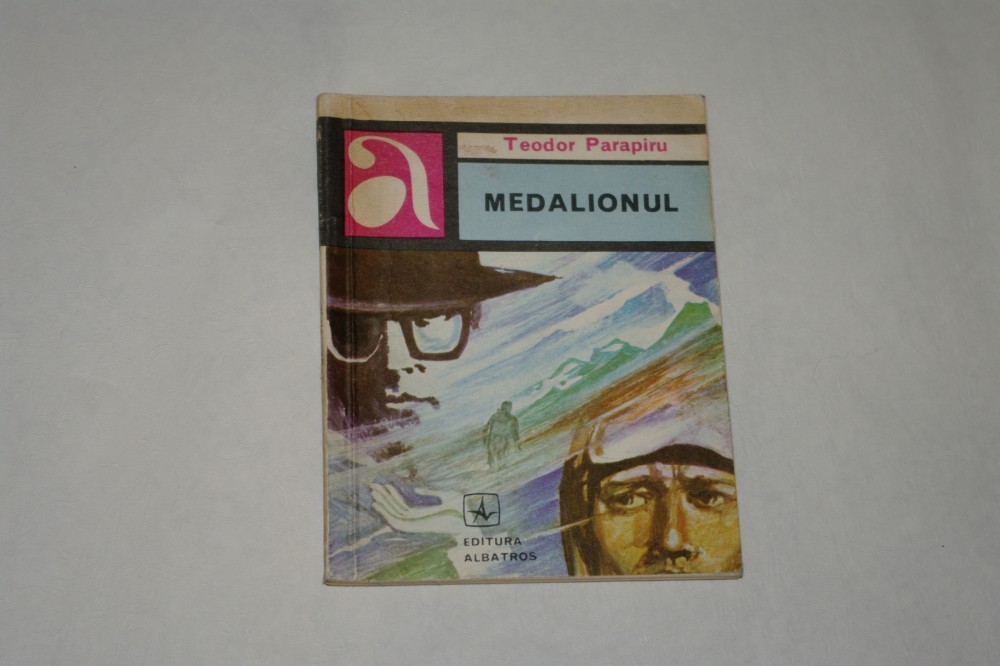 a
Teodor Parapiru
MEDALIONUL
EDITURA
ALBATROS